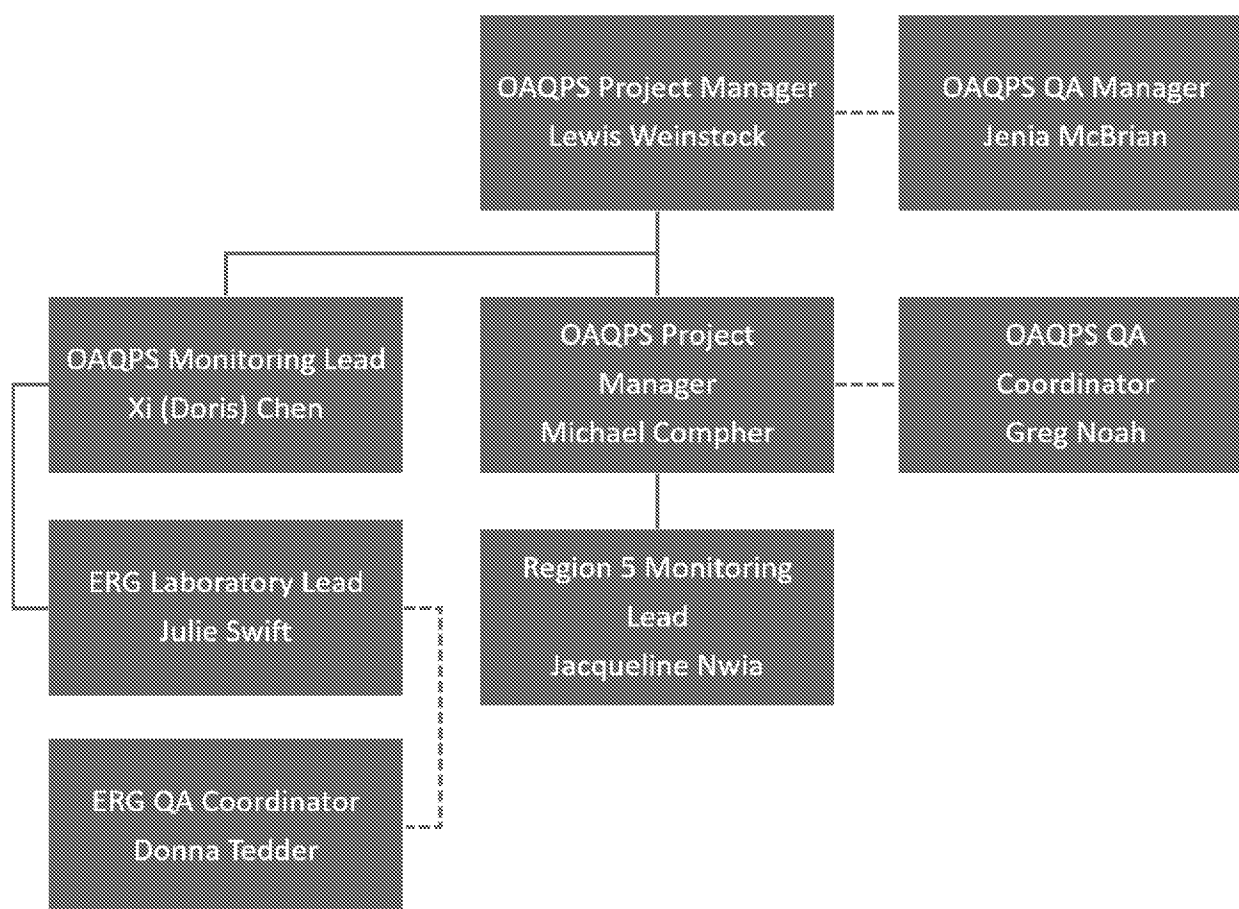 OAQPS Project Manager
Lewis Weinstock
OAQPS QA Manager
Jenia McBrian
OAQPS Monitoring Lead
Xi (Doris) Chen
OAQPS Project
Manager
Michael Compher
OAQPS QA
Coordinator
Greg Noah
ERG Laboratory Lead
Julie Swift
Region 5 Monitoring
Lead
Jacqueline Nwia
ERG QA Coordinator
Donna Tedder